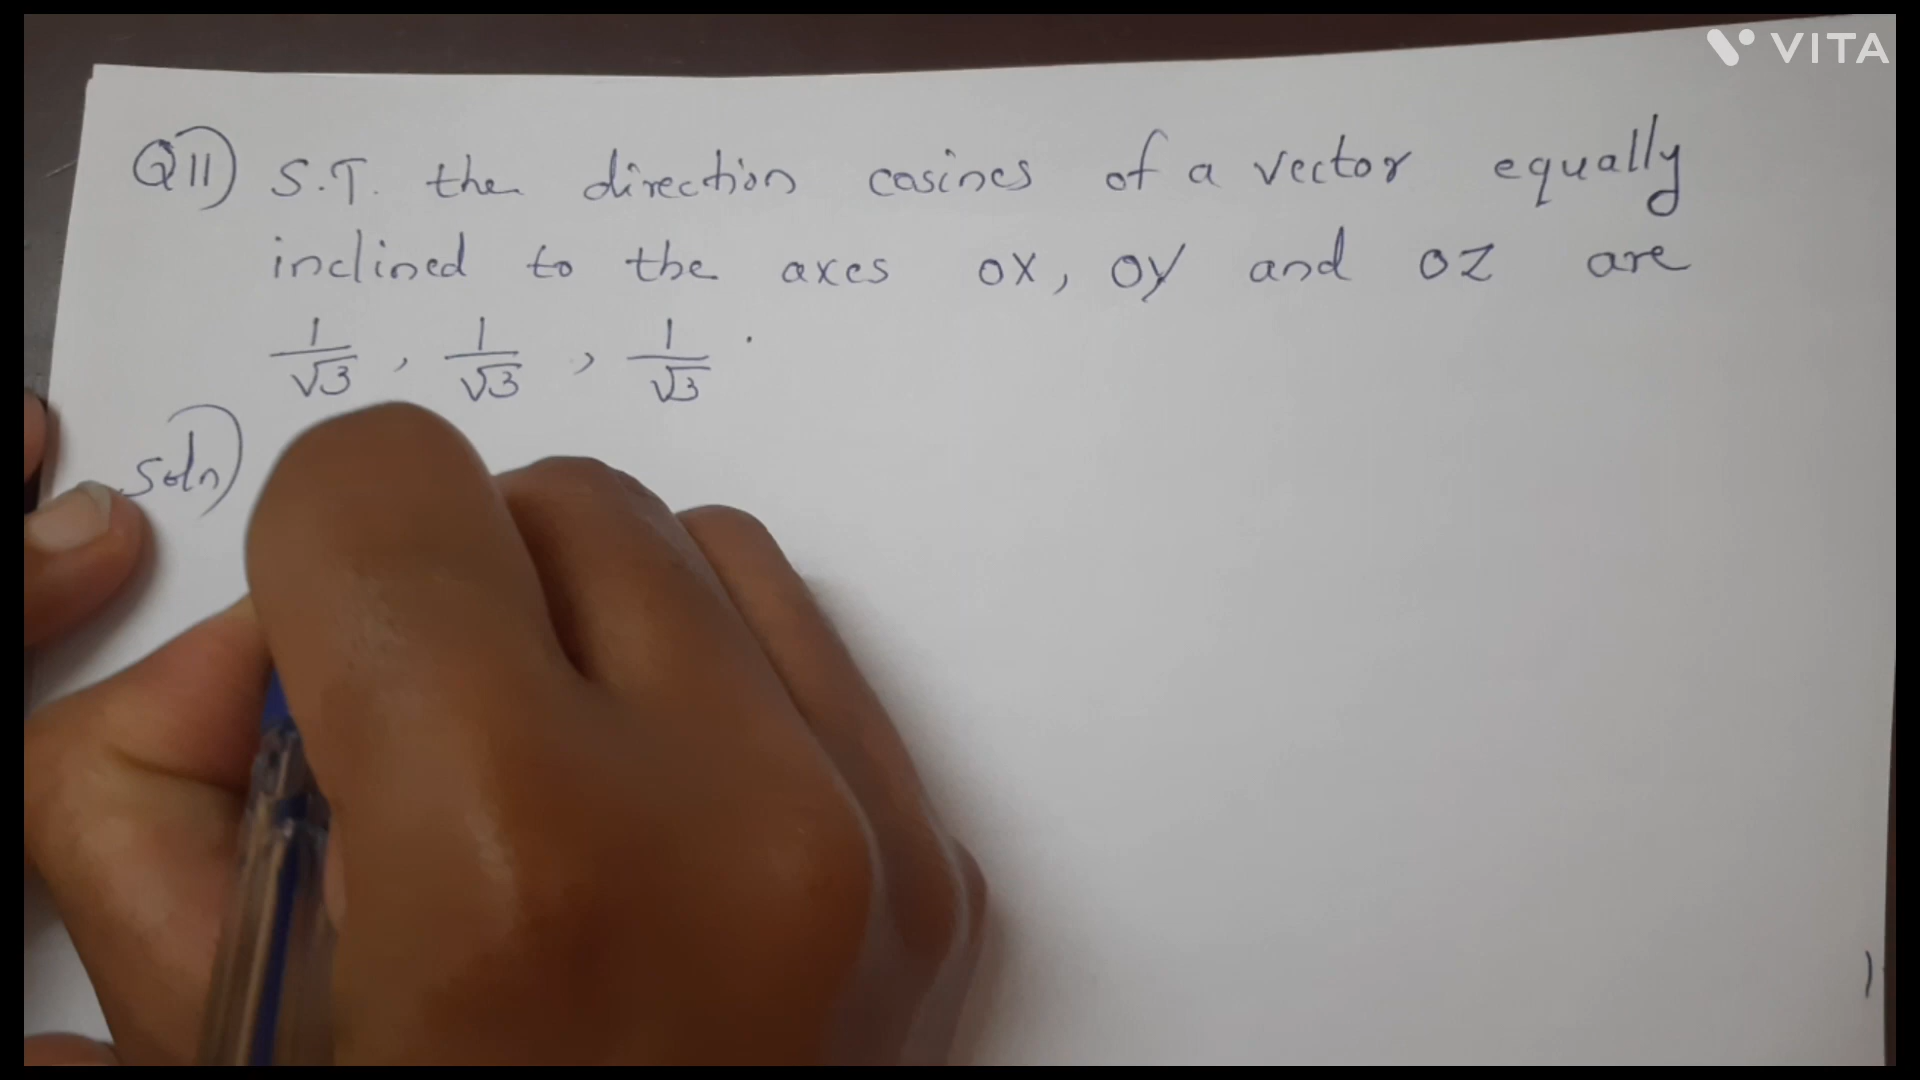 VITA
Q11) S.T. the direction cosines of a vector equally
inclined to the axes OX, OY and OZ are
1/√3, 1/√3, 1/√3.
Soln)